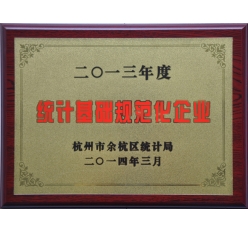 二〇一三年度
统计基础规范化企业
杭州市余杭区统计局
二〇一四年三月